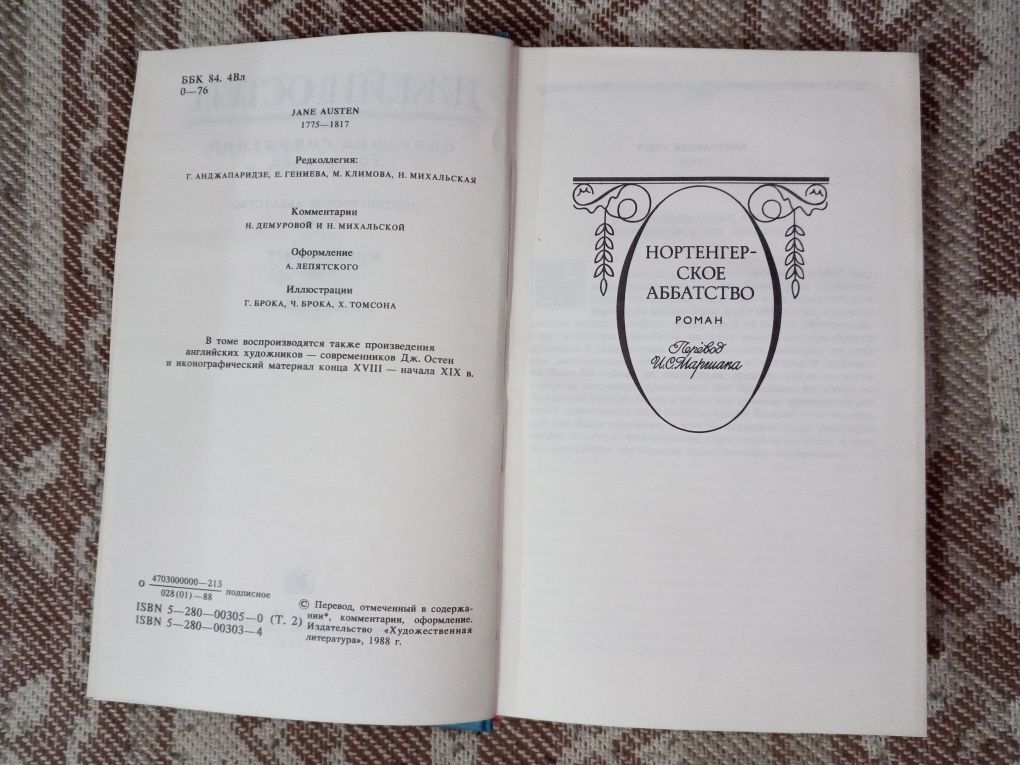 ББК 84. 4Вл
О—76
JANE AUSTEN
1775—1817
Редколлегия:
Г. АНДЖАПАРИДЗЕ, Е. ГЕНИЕВА, М. КЛИМОВА, Н. МИХАЛЬСКАЯ
Комментарии
Н. ДЕМУРОВОЙ И Н. МИХАЛЬСКОЙ
Оформление
А. ЛЕПЯТСКОГО
Иллюстрации
Г. БРОКА, Ч. БРОКА, Х. ТОМСОНА
В томе воспроизводятся также произведения
английских художников — современников Дж. Остен
и иконографический материал конца XVIII — начала XIX в.
О 4703000000—213
028(01)—88 подписное
ISBN 5—280—00305—0 (Т. 2)
ISBN 5—280—00303—4
© Перевод, отмеченный в содержа-
нии*, комментарии, оформление.
Издательство «Художественная
литература», 1988 г.
НОРТЕНГЕР-
СКОЕ
АББАТСТВО
РОМАН
Перевод
И.С.Маршака